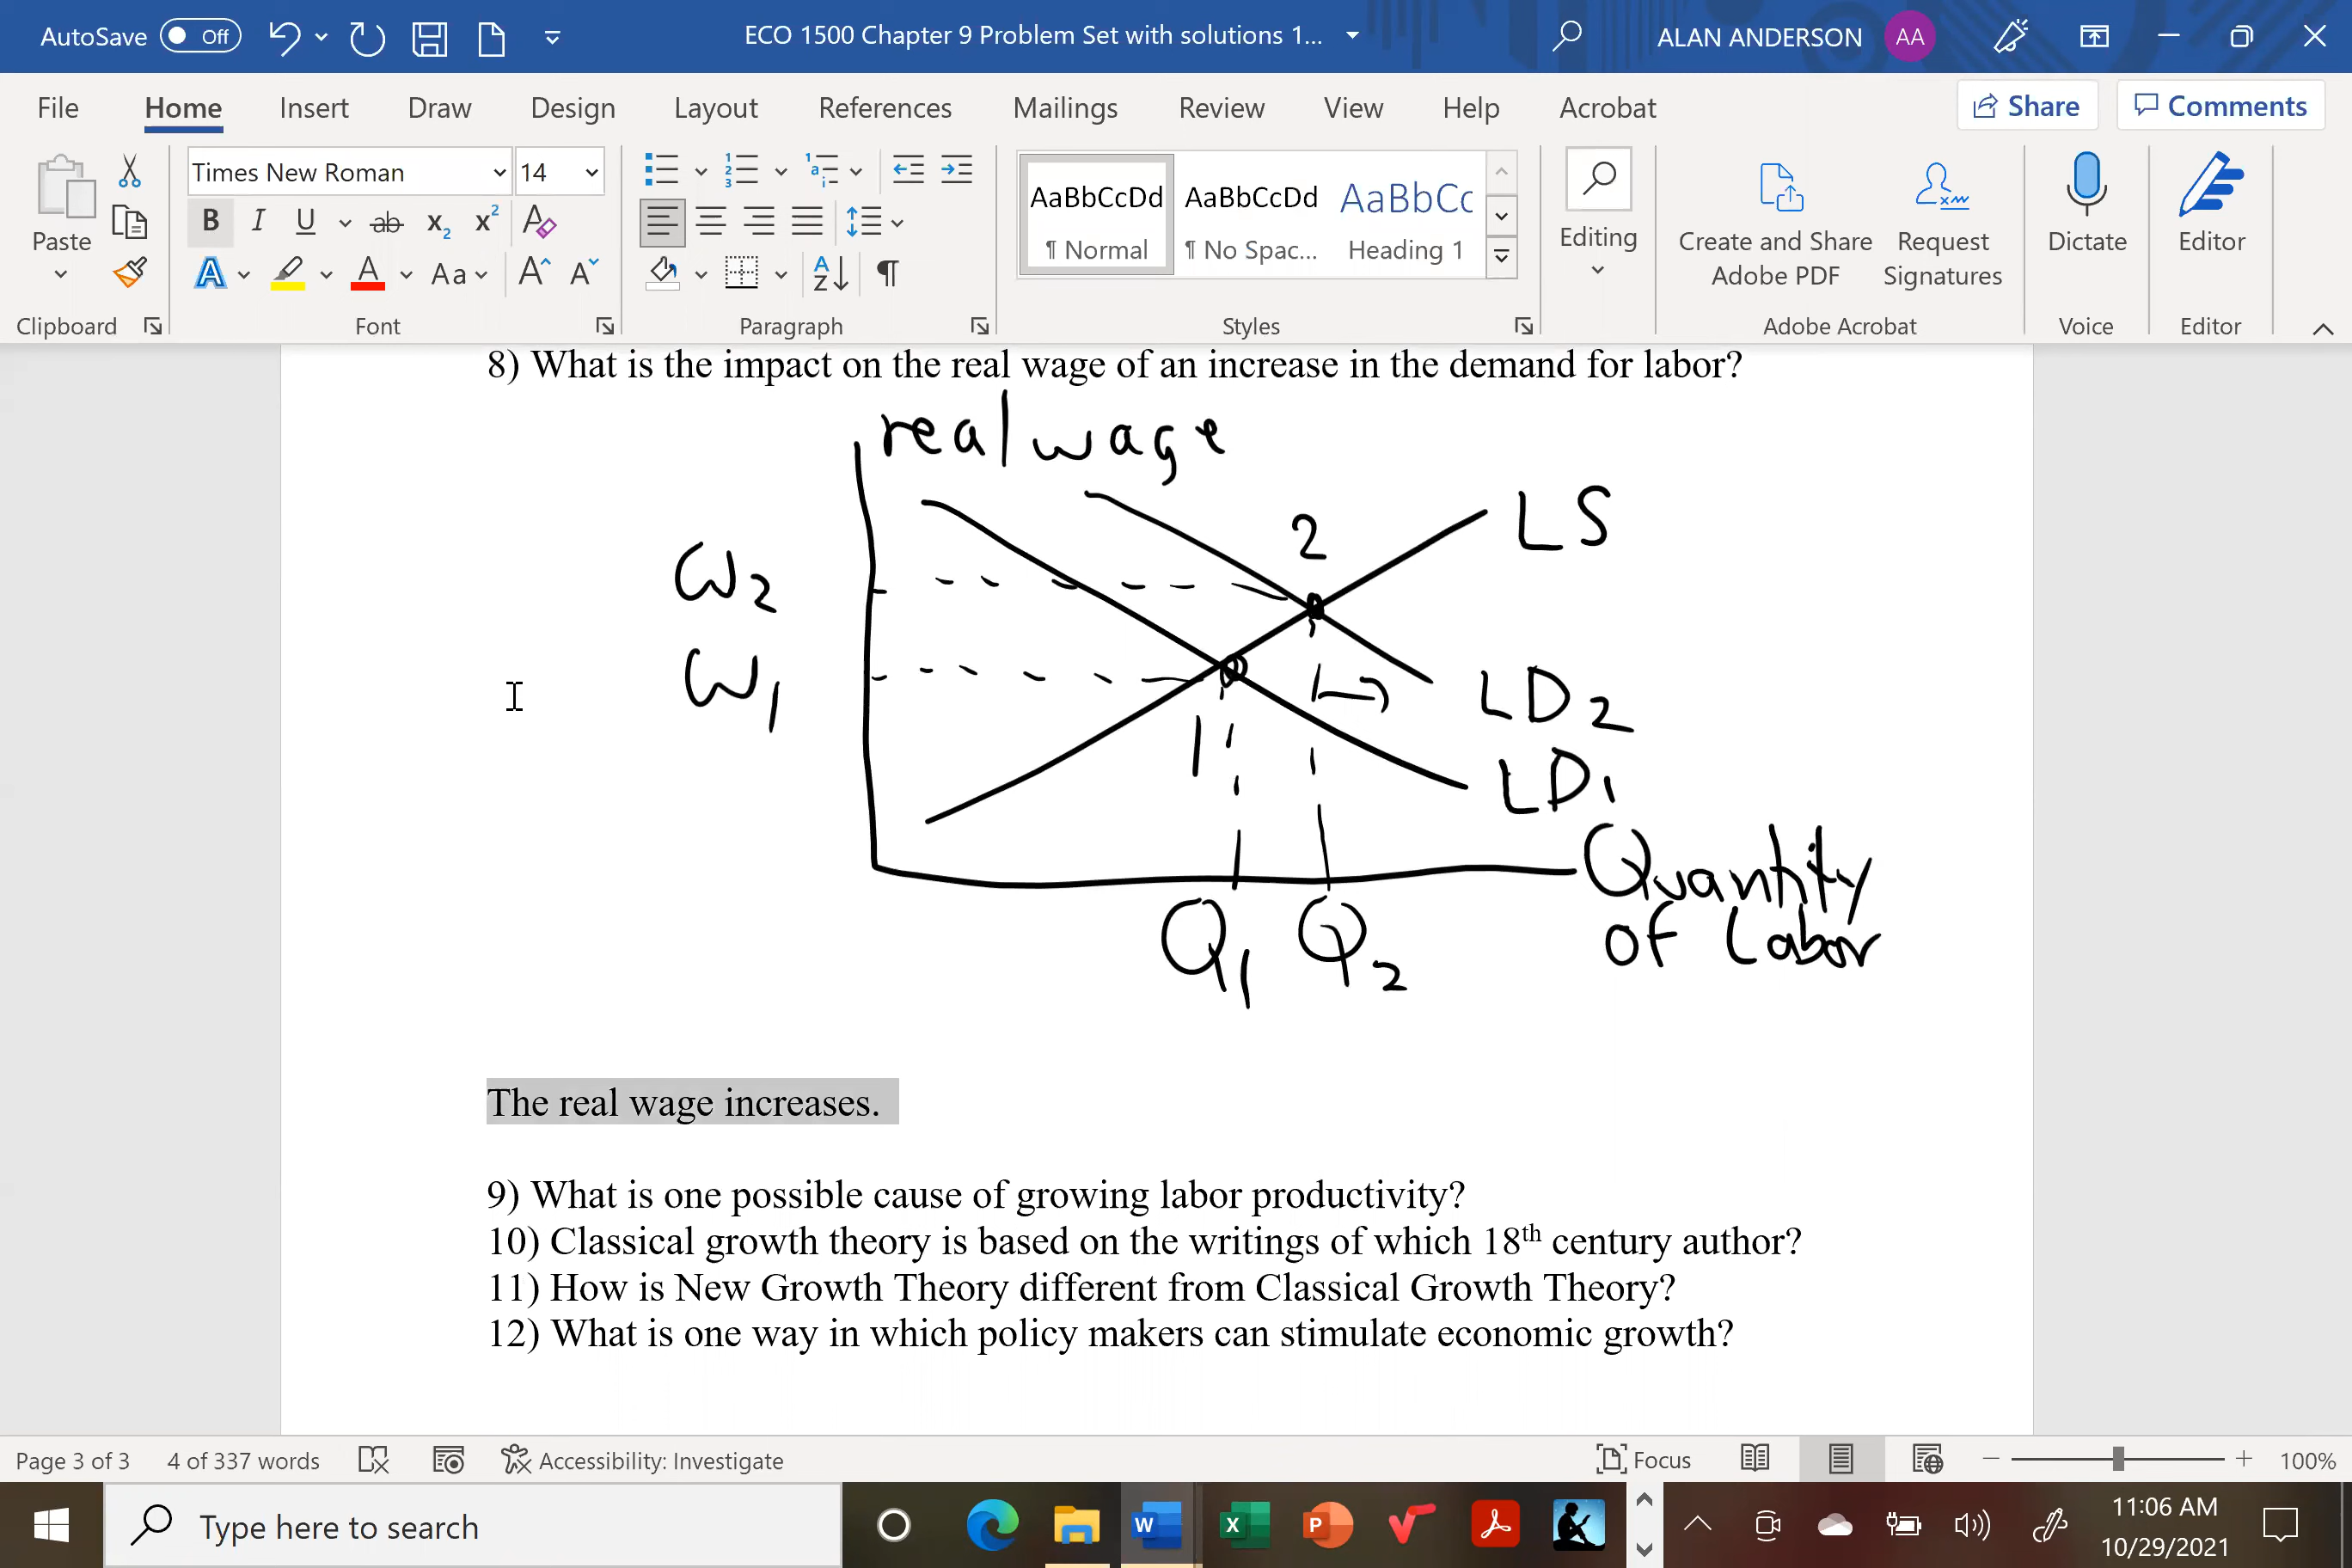 AutoSave Off
ECO 1500 Chapter 9 Problem Set with solutions 1...
ALAN ANDERSON AA
File Home Insert Draw Design Layout References Mailings Review View Help Acrobat Share Comments
Paste
Clipboard
Times New Roman 14
B I U ab x₂ x² A
A A Aa A A
Font
Paragraph
AaBbCcDd AaBbCcDd AaBbCc
¶ Normal ¶ No Spac... Heading 1
Styles
Editing
Create and Share Adobe PDF
Request Signatures
Adobe Acrobat
Dictate
Voice
Editor
Editor
8) What is the impact on the real wage of an increase in the demand for labor?
real wage
LS
2
W₂
W₁
LD₂
1
LD₁
Quantity
of Labor
Q₁ Q₂
The real wage increases.
9) What is one possible cause of growing labor productivity?
10) Classical growth theory is based on the writings of which 18th century author?
11) How is New Growth Theory different from Classical Growth Theory?
12) What is one way in which policy makers can stimulate economic growth?
Page 3 of 3 4 of 337 words Accessibility: Investigate Focus 100%
Type here to search
11:06 AM
10/29/2021